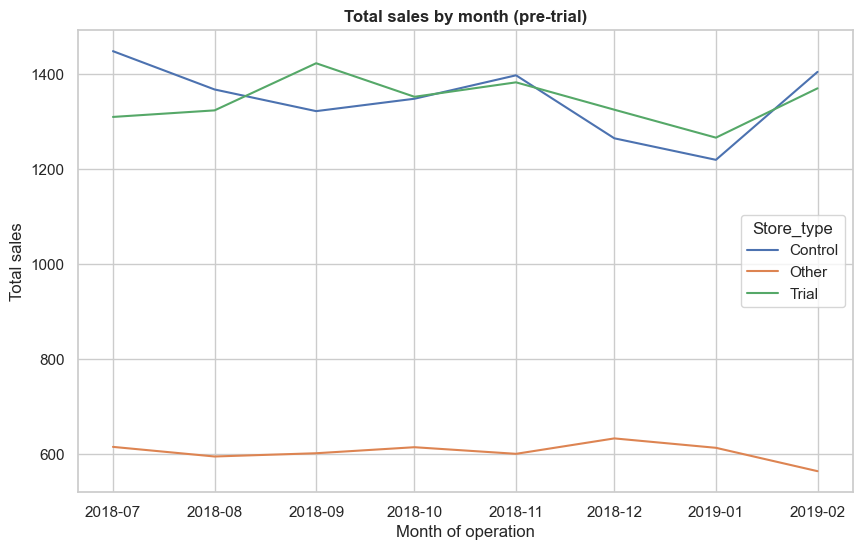 Total sales by month (pre-trial)
Total sales
1400
1200
1000
800
600
Store_type
Control
Other
Trial
2018-07 2018-08 2018-09 2018-10 2018-11 2018-12 2019-01 2019-02
Month of operation